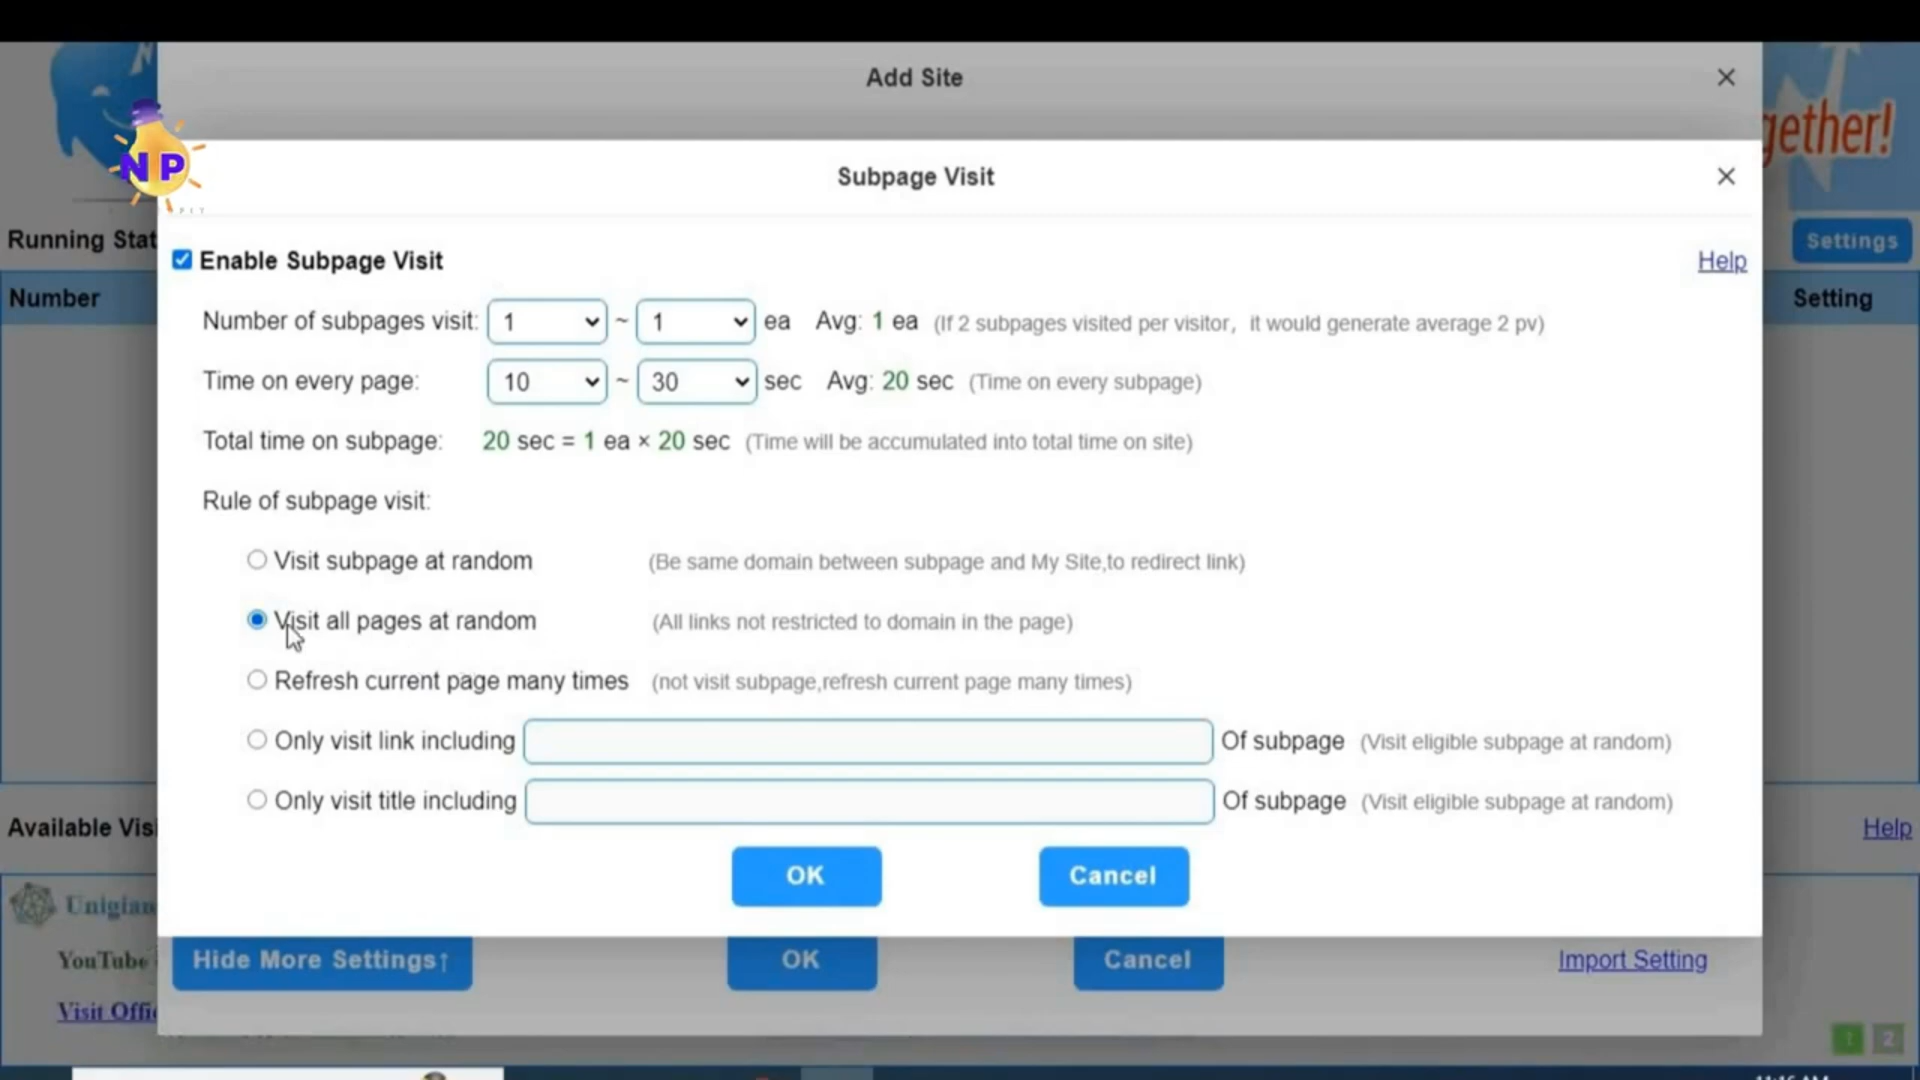 Add Site ×
gether!
N P
Subpage Visit ×
Running Stat
Settings
Enable Subpage Visit Help
Number Setting
Number of subpages visit: 1 ~ 1 ea Avg: 1 ea (If 2 subpages visited per visitor, it would generate average 2 pv)
Time on every page: 10 ~ 30 sec Avg: 20 sec (Time on every subpage)
Total time on subpage: 20 sec = 1 ea × 20 sec (Time will be accumulated into total time on site)
Rule of subpage visit:
Visit subpage at random (Be same domain between subpage and My Site,to redirect link)
Visit all pages at random (All links not restricted to domain in the page)
Refresh current page many times (not visit subpage,refresh current page many times)
Only visit link including Of subpage (Visit eligible subpage at random)
Only visit title including Of subpage (Visit eligible subpage at random)
Available Visi Help
OK Cancel
Unigian
YouTube
Hide More Settings↑ OK Cancel Import Setting
Visit Offi
1 2